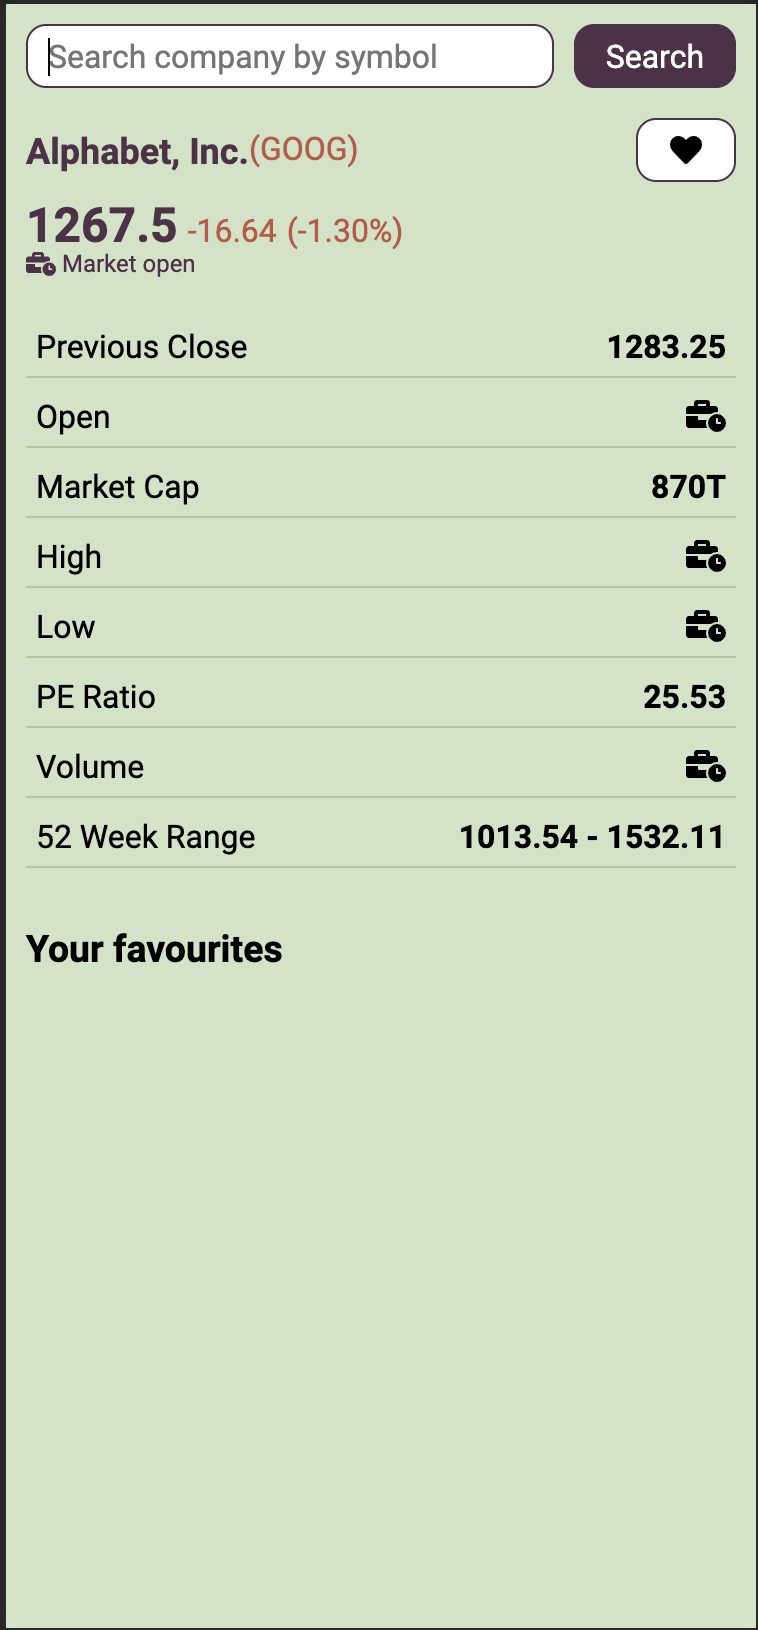 Search company by symbol Search
Alphabet, Inc.(GOOG)
1267.5 -16.64 (-1.30%)
Market open
Previous Close 1283.25
Open
Market Cap 870T
High
Low
PE Ratio 25.53
Volume
52 Week Range 1013.54 - 1532.11
Your favourites